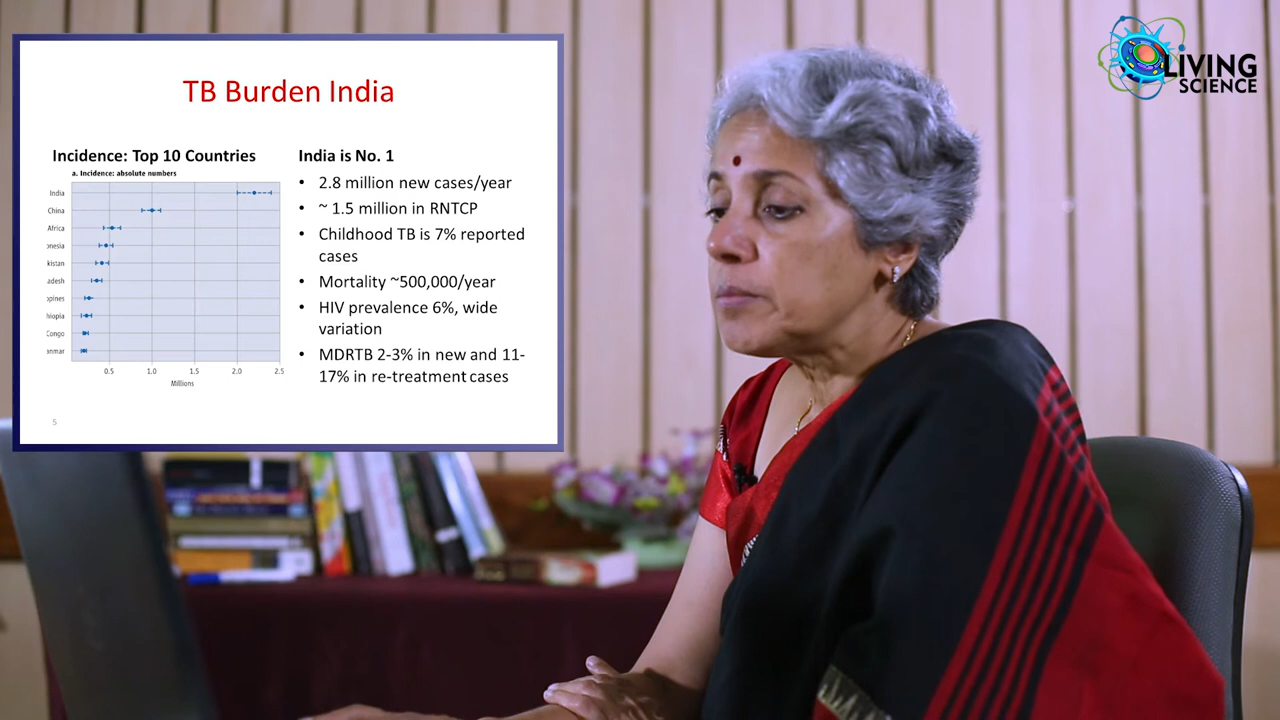 TB Burden India
Incidence: Top 10 Countries
a. Incidence: absolute numbers
India
China
Africa
onesia
kistan
adesh
ppines
hiopia
Congo
anmar
0.5 1.0 1.5 2.0 2.5
Millions
India is No. 1
• 2.8 million new cases/year
• ~ 1.5 million in RNTCP
• Childhood TB is 7% reported
cases
• Mortality ~500,000/year
• HIV prevalence 6%, wide
variation
• MDRTB 2-3% in new and 11-
17% in re-treatment cases
5
LIVING
SCIENCE